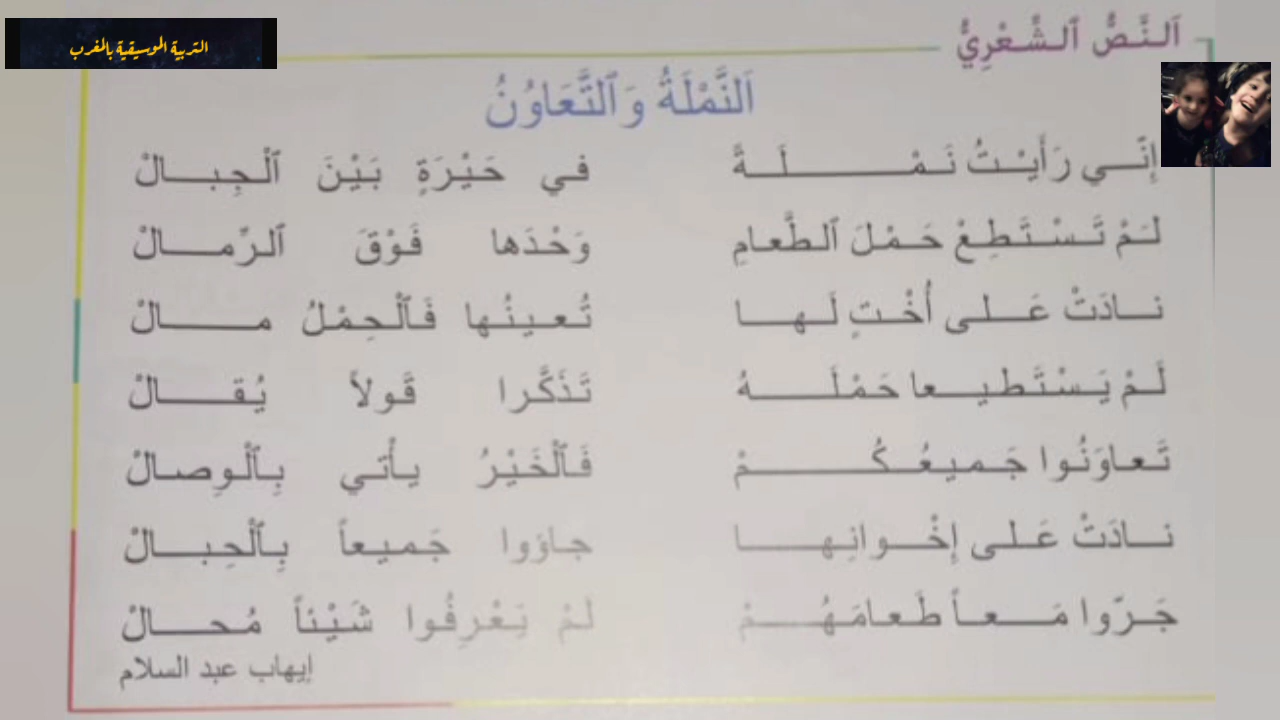 التربية الموسيقية بالمغرب
اَلنَّصُّ ٱلشِّعْرِيُّ
اَلنَّمْلَةُ وَٱلتَّعَاوُنُ
إِنّي رَأَيْتُ نَمْلَةً في حَيْرَةٍ بَيْنَ ٱلْجِبالْ
لَمْ تَسْتَطِعْ حَمْلَ ٱلطَّعامِ وَحْدَها فَوْقَ ٱلرِّمالْ
نادَتْ عَلى أُخْتٍ لَها تُعينُها فَٱلْحِمْلُ مالْ
لَمْ يَسْتَطيعا حَمْلَهُ تَذَكَّرا قَولاً يُقالْ
تَعاوَنُوا جَميعُكُمْ فَٱلْخَيْرُ يأْتي بِٱلْوِصالْ
نادَتْ عَلى إِخْوانِها جاؤوا جَميعاً بِٱلْحِبالْ
جَرّوا مَعاً طَعامَهُمْ لَمْ يَعْرِفُوا شَيْئاً مُحالْ
إيهاب عبد السلام